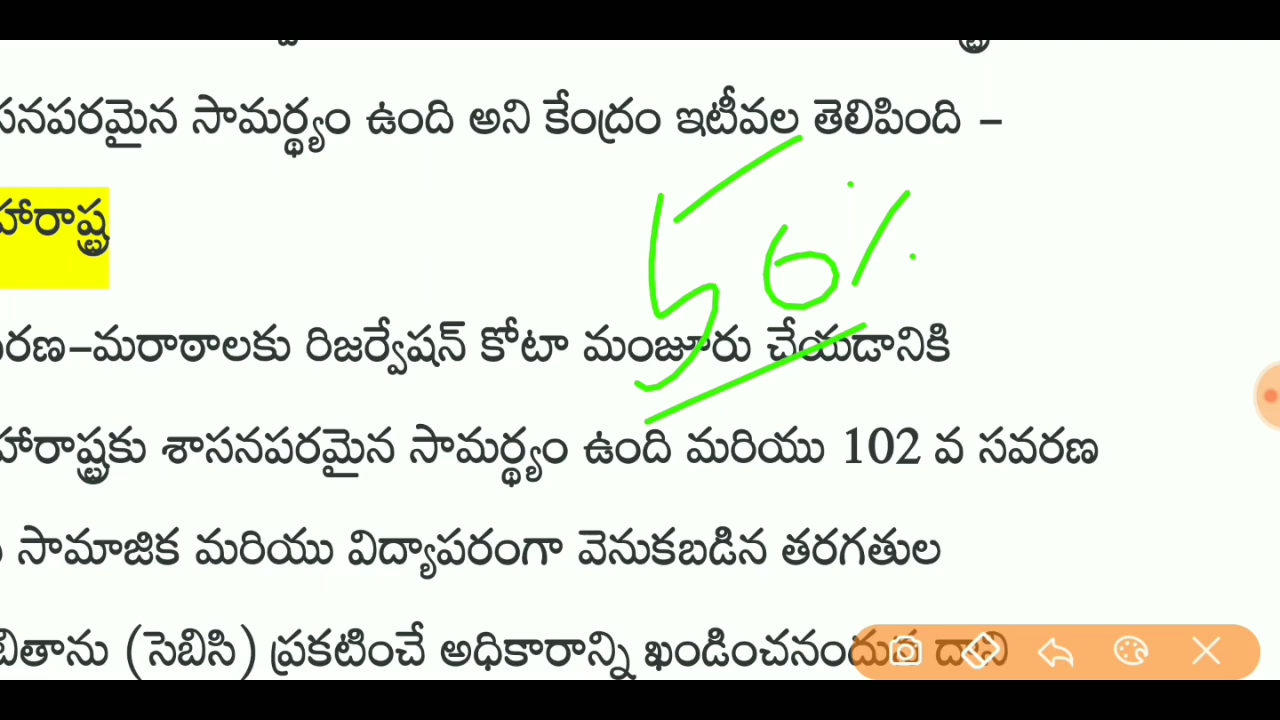 సనపరమైన సామర్థ్యం ఉంది అని కేంద్రం ఇటీవల తెలిపింది –
హారాష్ట్ర
50%
రణ-మరాఠాలకు రిజర్వేషన్ కోటా మంజూరు చేయడానికి
హారాష్ట్రకు శాసనపరమైన సామర్థ్యం ఉంది మరియు 102 వ సవరణ
సామాజిక మరియు విద్యాపరంగా వెనుకబడిన తరగతుల
బితాను (సెబిసి) ప్రకటించే అధికారాన్ని ఖండించనందున దాని